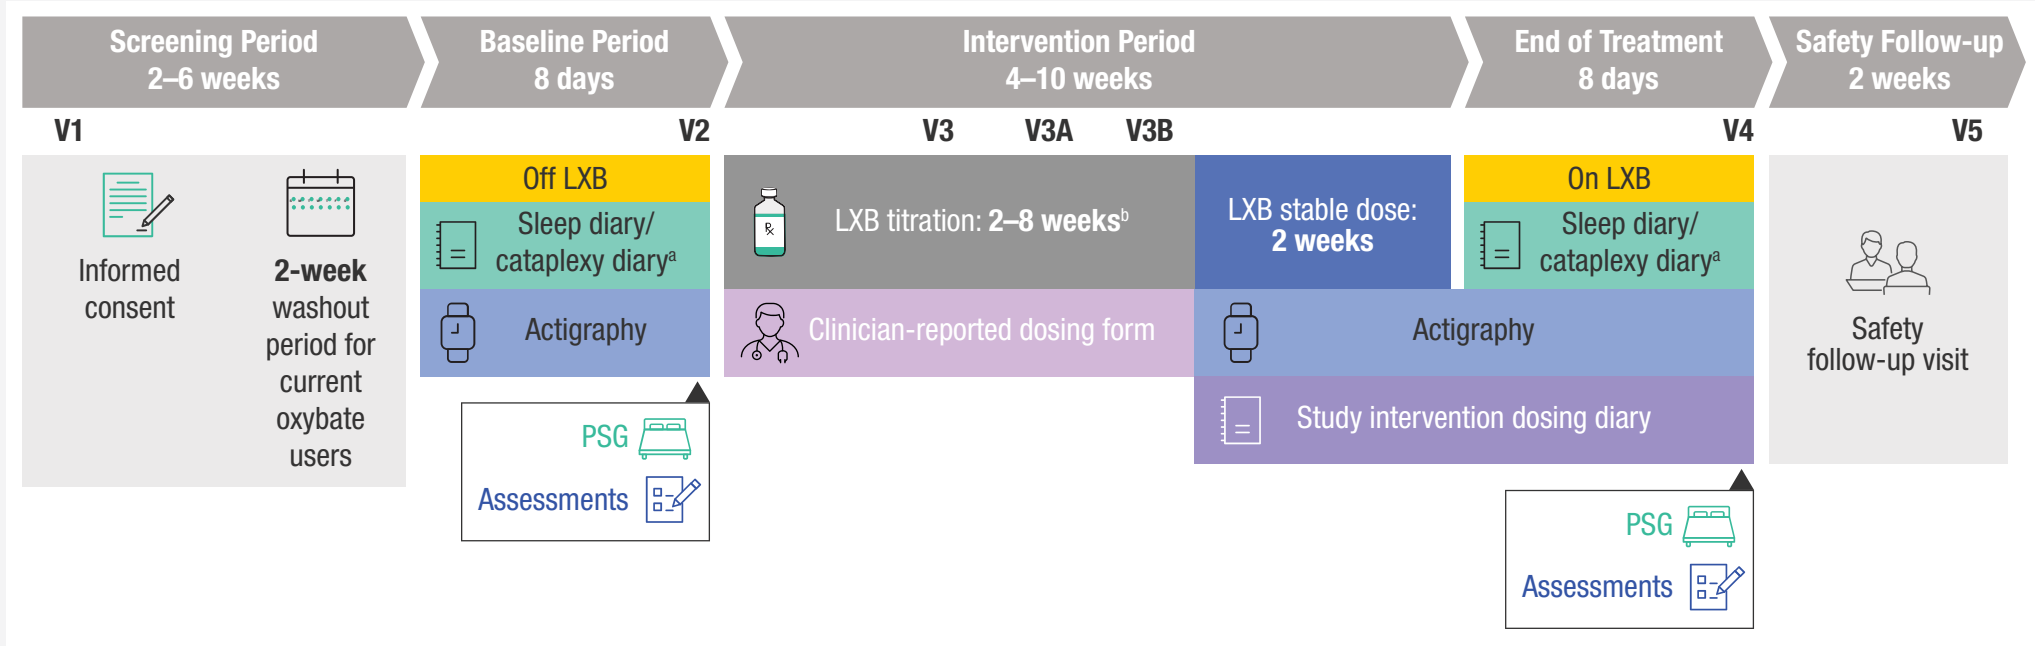 Screening Period
2–6 weeks
Baseline Period
8 days
Intervention Period
4–10 weeks
End of Treatment
8 days
Safety Follow-up
2 weeks
V1
V2
V3
V3A
V3B
V4
V5
Informed
consent
2-week
washout
period for
current
oxybate
users
Off LXB
Sleep diary/
cataplexy diaryᵃ
Actigraphy
PSG
Assessments
Rx
LXB titration: 2–8 weeksᵇ
Clinician-reported dosing form
LXB stable dose:
2 weeks
On LXB
Sleep diary/
cataplexy diaryᵃ
Actigraphy
Study intervention dosing diary
PSG
Assessments
Safety
follow-up visit